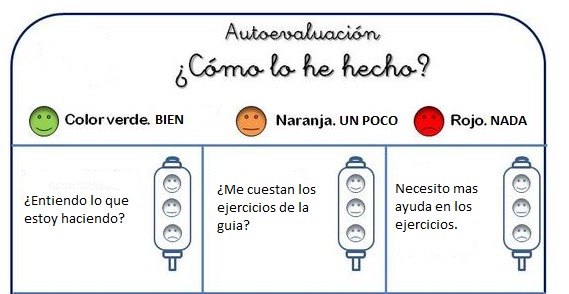 Autoevaluación
¿Cómo lo he hecho?
Color verde. BIEN
Naranja. UN POCO
Rojo. NADA
¿Entiendo lo que
estoy haciendo?
¿Me cuestan los
ejercicios de la
guia?
Necesito mas
ayuda en los
ejercicios.